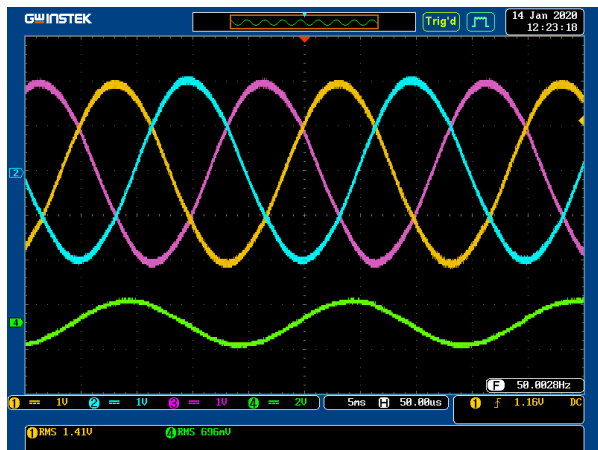 GWINSTEK
Trig'd
14 Jan 2020
12:23:18
2
4
F 50.0028Hz
1 1V 2 1V 3 1V 4 2V 5ms H 50.00us 1 1.16V DC
1 RMS 1.41V 4 RMS 696mV